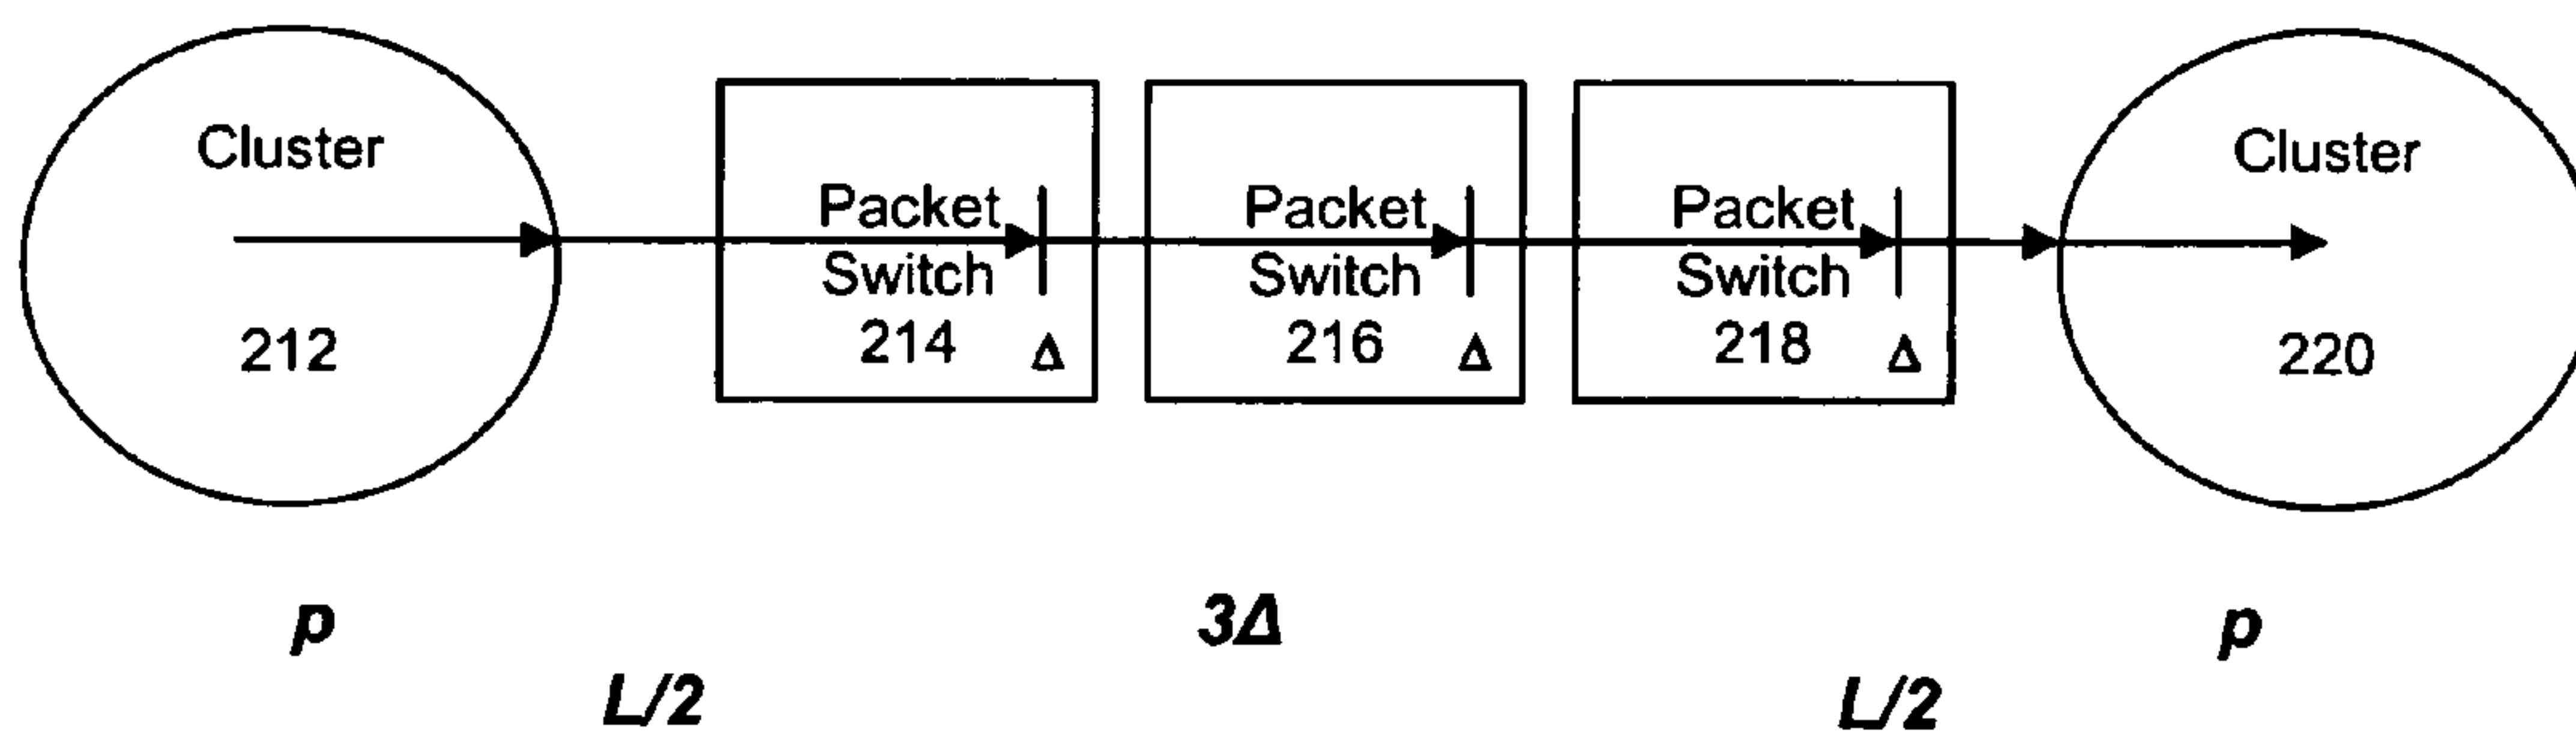 Cluster
212
Packet
Switch
214 Δ
Packet
Switch
216 Δ
Packet
Switch
218 Δ
Cluster
220
p
3Δ
p
L/2
L/2